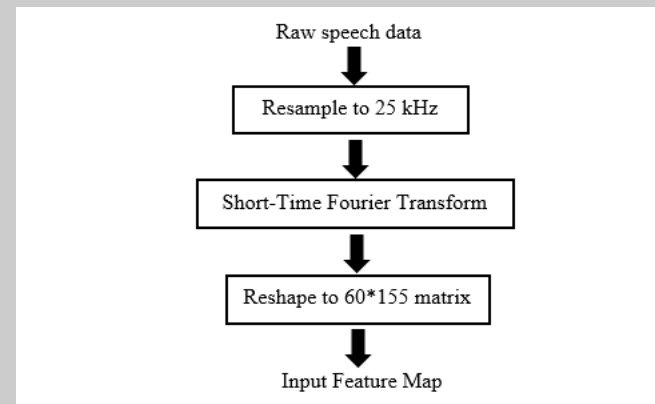 Raw speech data
Resample to 25 kHz
Short-Time Fourier Transform
Reshape to 60*155 matrix
Input Feature Map